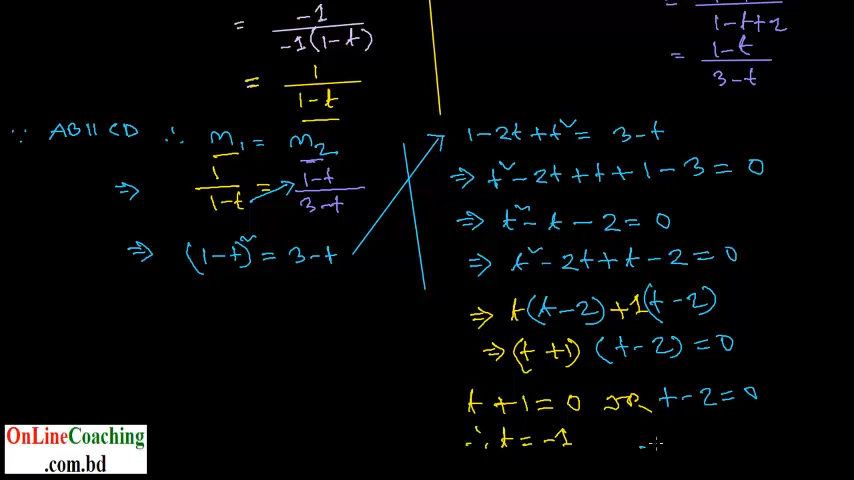 = -1 / -1(1-t)
= 1 / 1-t
∵ AB || CD ∴ m₁ = m₂
⇒ 1 / 1-t = 1-t / 3-t
⇒ (1-t)² = 3-t
1-t+2
= 1-t / 3-t
1-2t+t² = 3-t
⇒ t²-2t+t+1-3=0
⇒ t²-t-2=0
⇒ t²-2t+t-2=0
⇒ t(t-2)+1(t-2)
⇒ (t+1)(t-2)=0
t+1=0 or t-2=0
∴ t=-1
OnLineCoaching
.com.bd